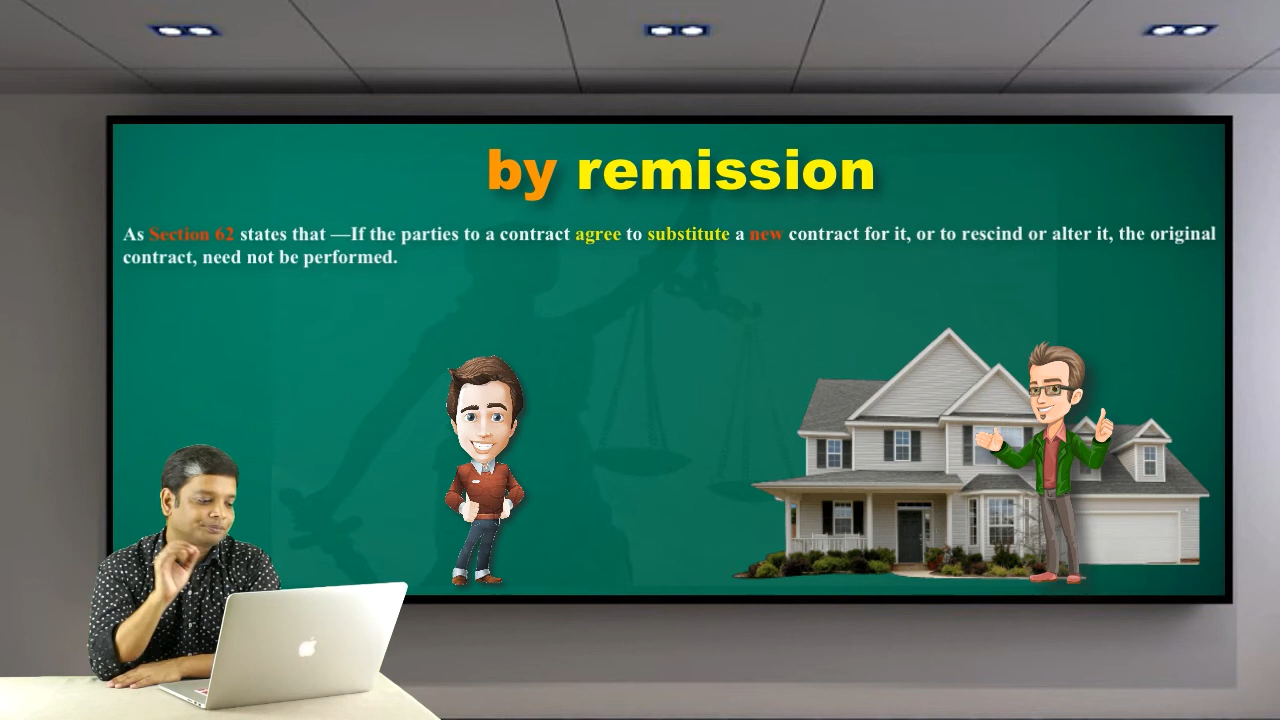 by remission
As Section 62 states that —If the parties to a contract agree to substitute a new contract for it, or to rescind or alter it, the original
contract, need not be performed.